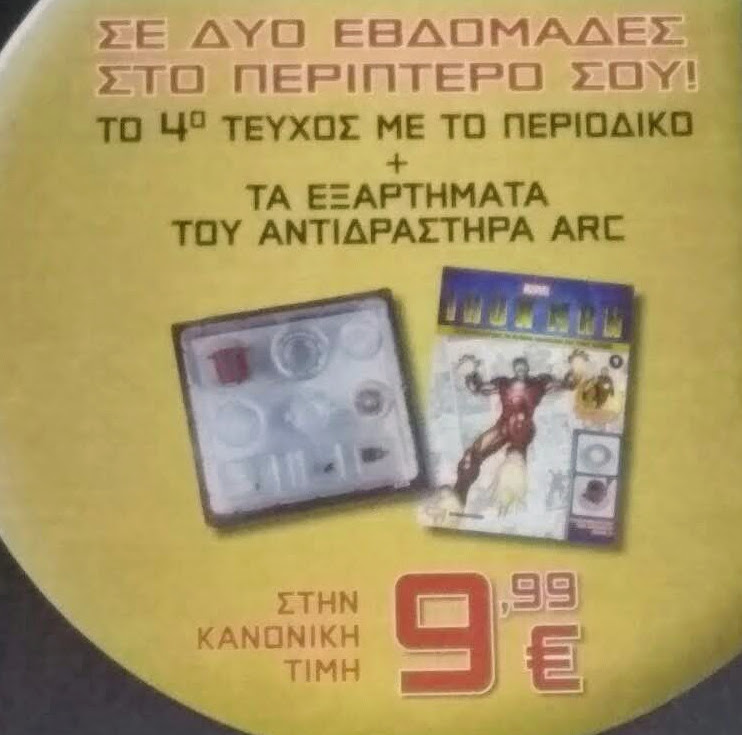 ΣΕ ΔΥΟ ΕΒΔΟΜΑΔΕΣ
ΣΤΟ ΠΕΡΙΠΤΕΡΟ ΣΟΥ!
ΤΟ 4º ΤΕΥΧΟΣ ΜΕ ΤΟ ΠΕΡΙΟΔΙΚΟ
+
ΤΑ ΕΞΑΡΤΗΜΑΤΑ
ΤΟΥ ΑΝΤΙΔΡΑΣΤΗΡΑ ARC
MARVEL
IRON MAN
ΣΤΗΝ
ΚΑΝΟΝΙΚΗ
ΤΙΜΗ
9,99
€